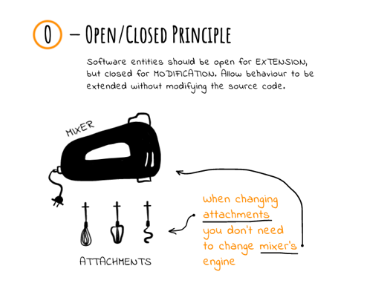 O – OPEN/CLOSED PRINCIPLE
Software entities should be open for EXTENSION,
but closed for MODIFICATION. Allow behaviour to be
extended without modifying the source code.
MIXER
when changing
attachments
you don't need
to change mixer's
engine
ATTACHMENTS